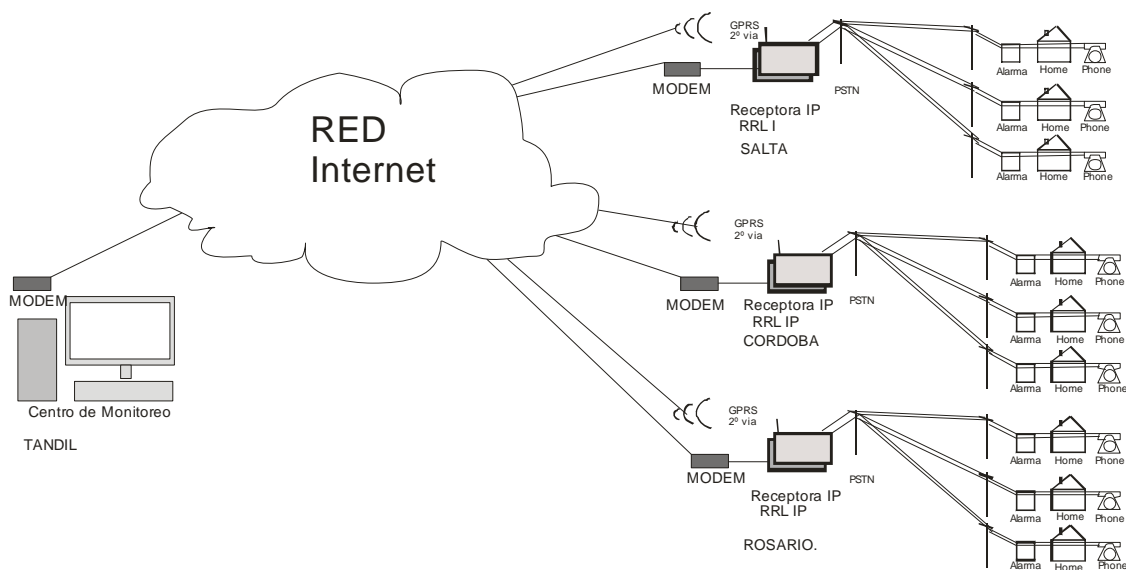 RED
Internet
MODEM
Centro de Monitoreo
TANDIL
GPRS
2º via
MODEM
PSTN
Receptora IP
RRL I
SALTA
Alarma Home Phone
Alarma Home Phone
Alarma Home Phone
GPRS
2º via
MODEM
PSTN
Receptora IP
RRL IP
CORDOBA
Alarma Home Phone
Alarma Home Phone
Alarma Home Phone
GPRS
2º via
MODEM
PSTN
Receptora IP
RRL IP
ROSARIO.
Alarma Home Phone
Alarma Home Phone
Alarma Home Phone